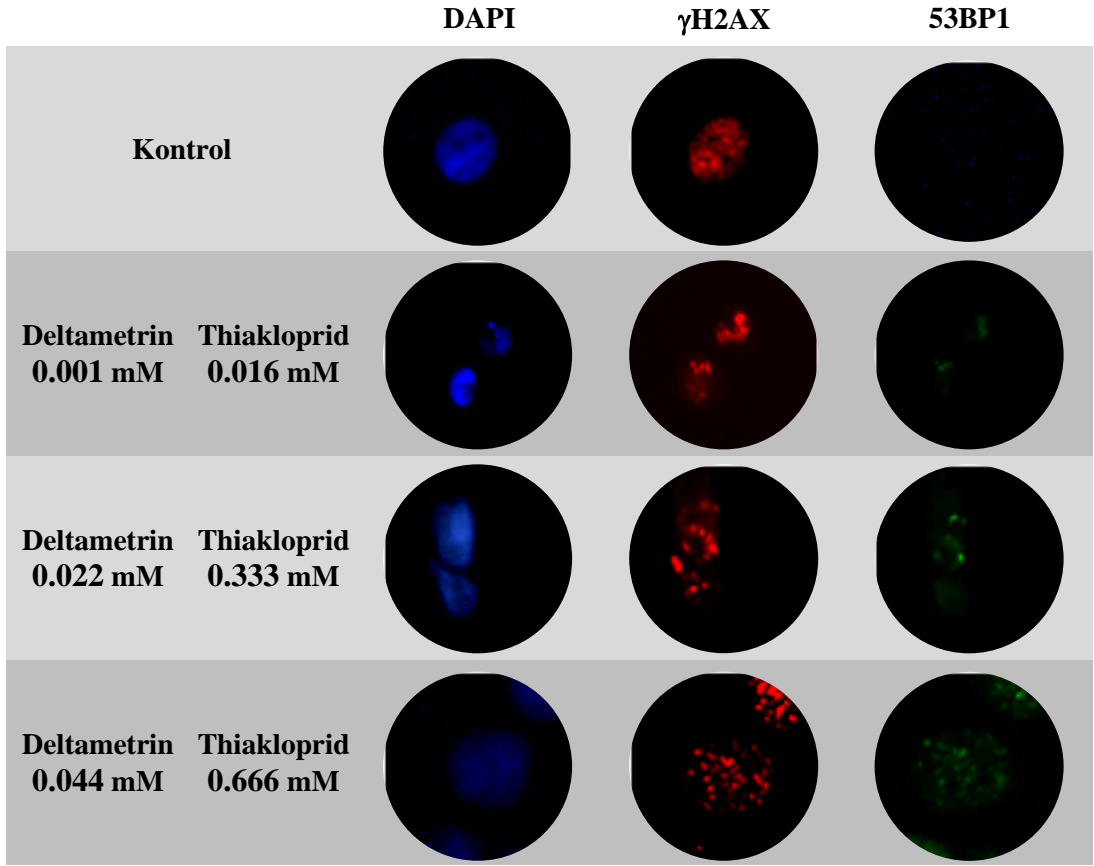 DAPI γH2AX 53BP1
Kontrol
Deltametrin Thiakloprid
0.001 mM 0.016 mM
Deltametrin Thiakloprid
0.022 mM 0.333 mM
Deltametrin Thiakloprid
0.044 mM 0.666 mM